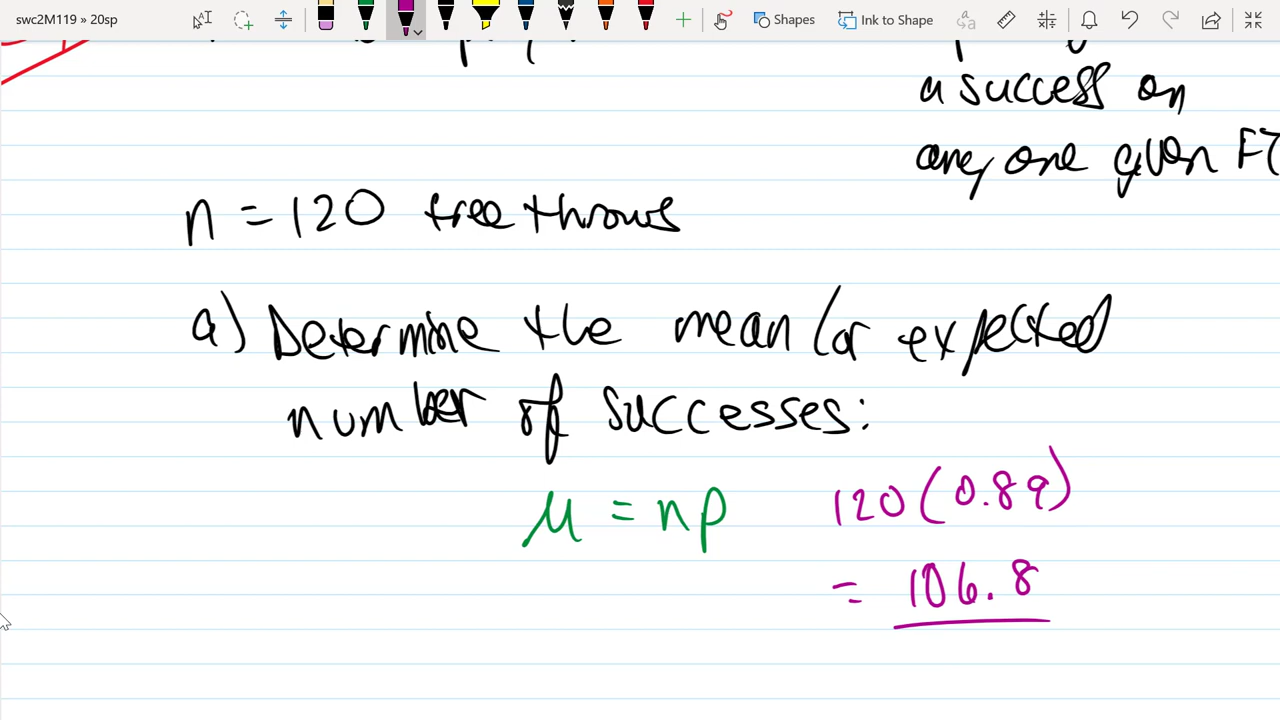 swc2M119 » 20sp
Shapes
Ink to Shape
a success on
any one given FT
n = 120 free throws
a) Determine the mean (or expected
number of successes:
μ = np
120(0.89)
= 106.8